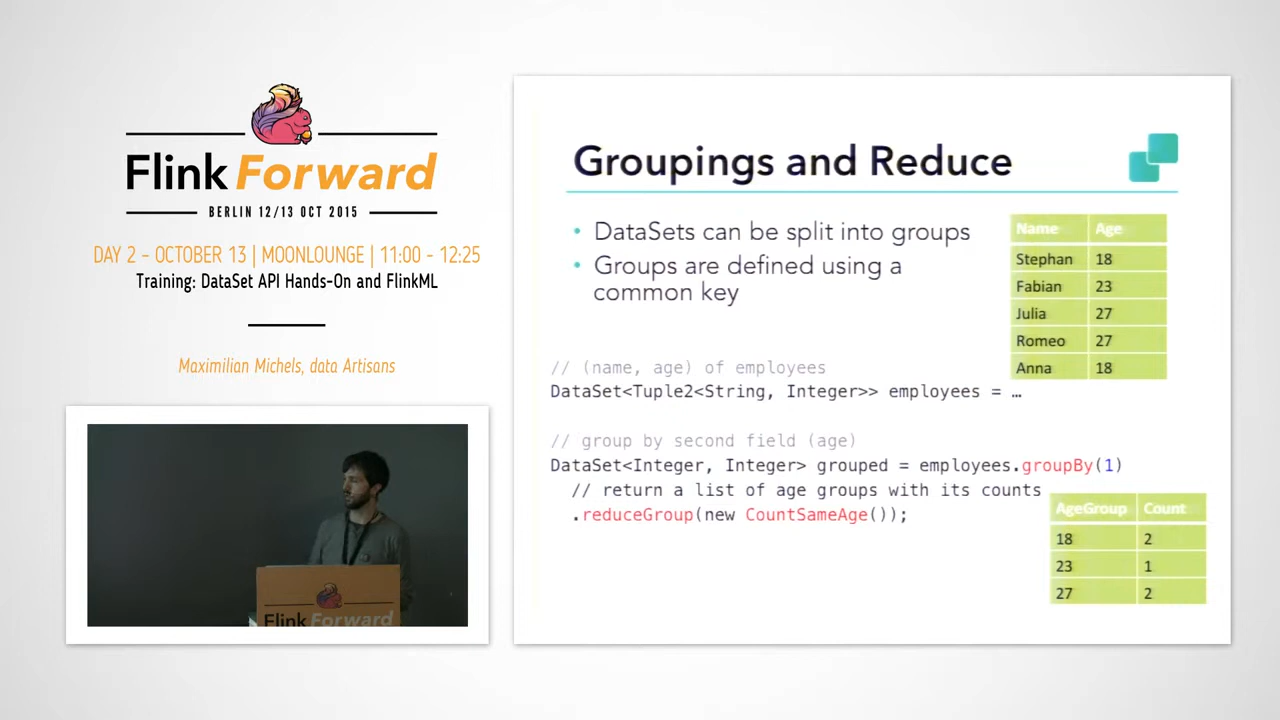 Flink Forward
BERLIN 12/13 OCT 2015
DAY 2 – OCTOBER 13 | MOONLOUNGE | 11:00 - 12:25
Training: DataSet API Hands-On and FlinkML
Maximilian Michels, data Artisans
Flink Forward
Groupings and Reduce
• DataSets can be split into groups
• Groups are defined using a
common key
Name Age
Stephan 18
Fabian 23
Julia 27
Romeo 27
Anna 18
// (name, age) of employees
DataSet<Tuple2<String, Integer>> employees = …
// group by second field (age)
DataSet<Integer, Integer> grouped = employees.groupBy(1)
// return a list of age groups with its counts
.reduceGroup(new CountSameAge());
AgeGroup Count
18 2
23 1
27 2